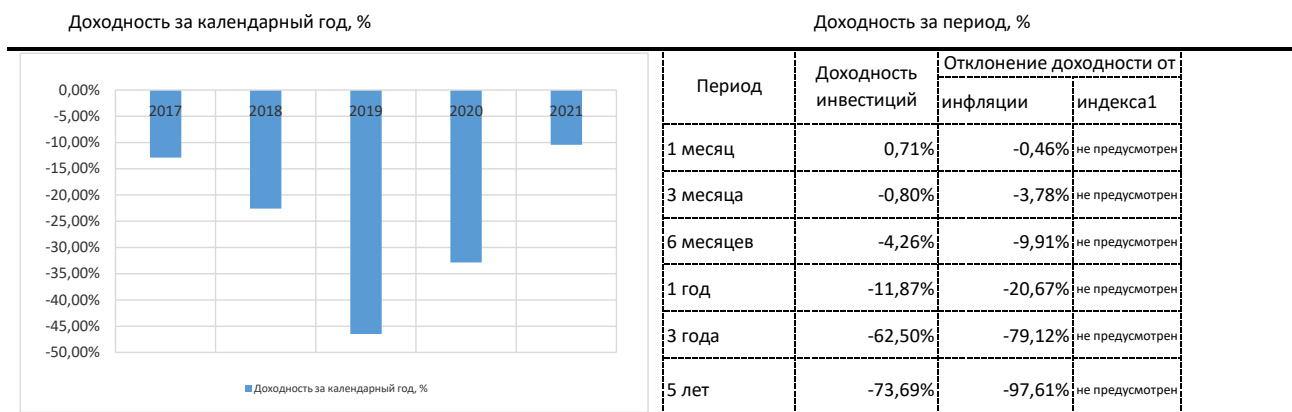 Доходность за календарный год, %
Доходность за период, %
0,00%
-5,00%
-10,00%
-15,00%
-20,00%
-25,00%
-30,00%
-35,00%
-40,00%
-45,00%
-50,00%
2017 2018 2019 2020 2021
Доходность за календарный год, %
Период
Доходность
инвестиций
Отклонение доходности от
инфляции
индекса1
1 месяц 0,71% -0,46% не предусмотрен
3 месяца -0,80% -3,78% не предусмотрен
6 месяцев -4,26% -9,91% не предусмотрен
1 год -11,87% -20,67% не предусмотрен
3 года -62,50% -79,12% не предусмотрен
5 лет -73,69% -97,61% не предусмотрен